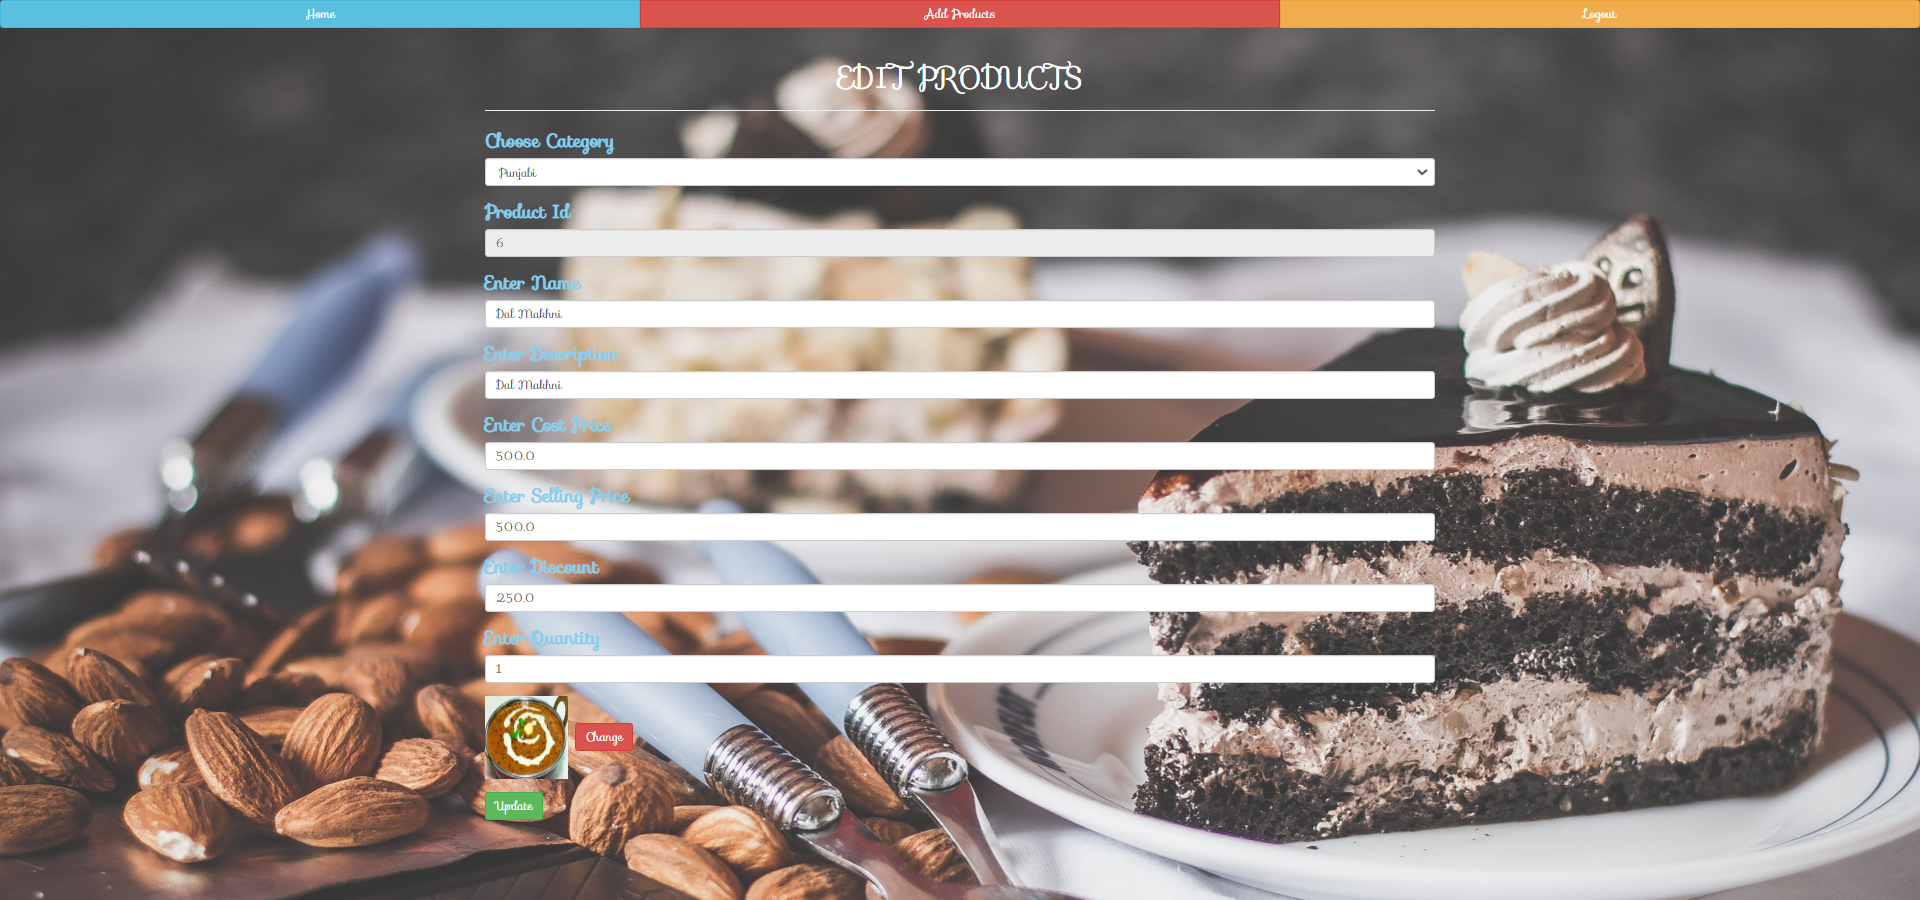 Home
Add Products
Logout
EDIT PRODUCTS
Choose Category
Punjabi
Product Id
6
Enter Name
Dal Makhni
Enter Description
Dal Makhni
Enter Cost Price
500.0
Enter Selling Price
500.0
Enter Discount
250.0
Enter Quantity
1
Change
Update